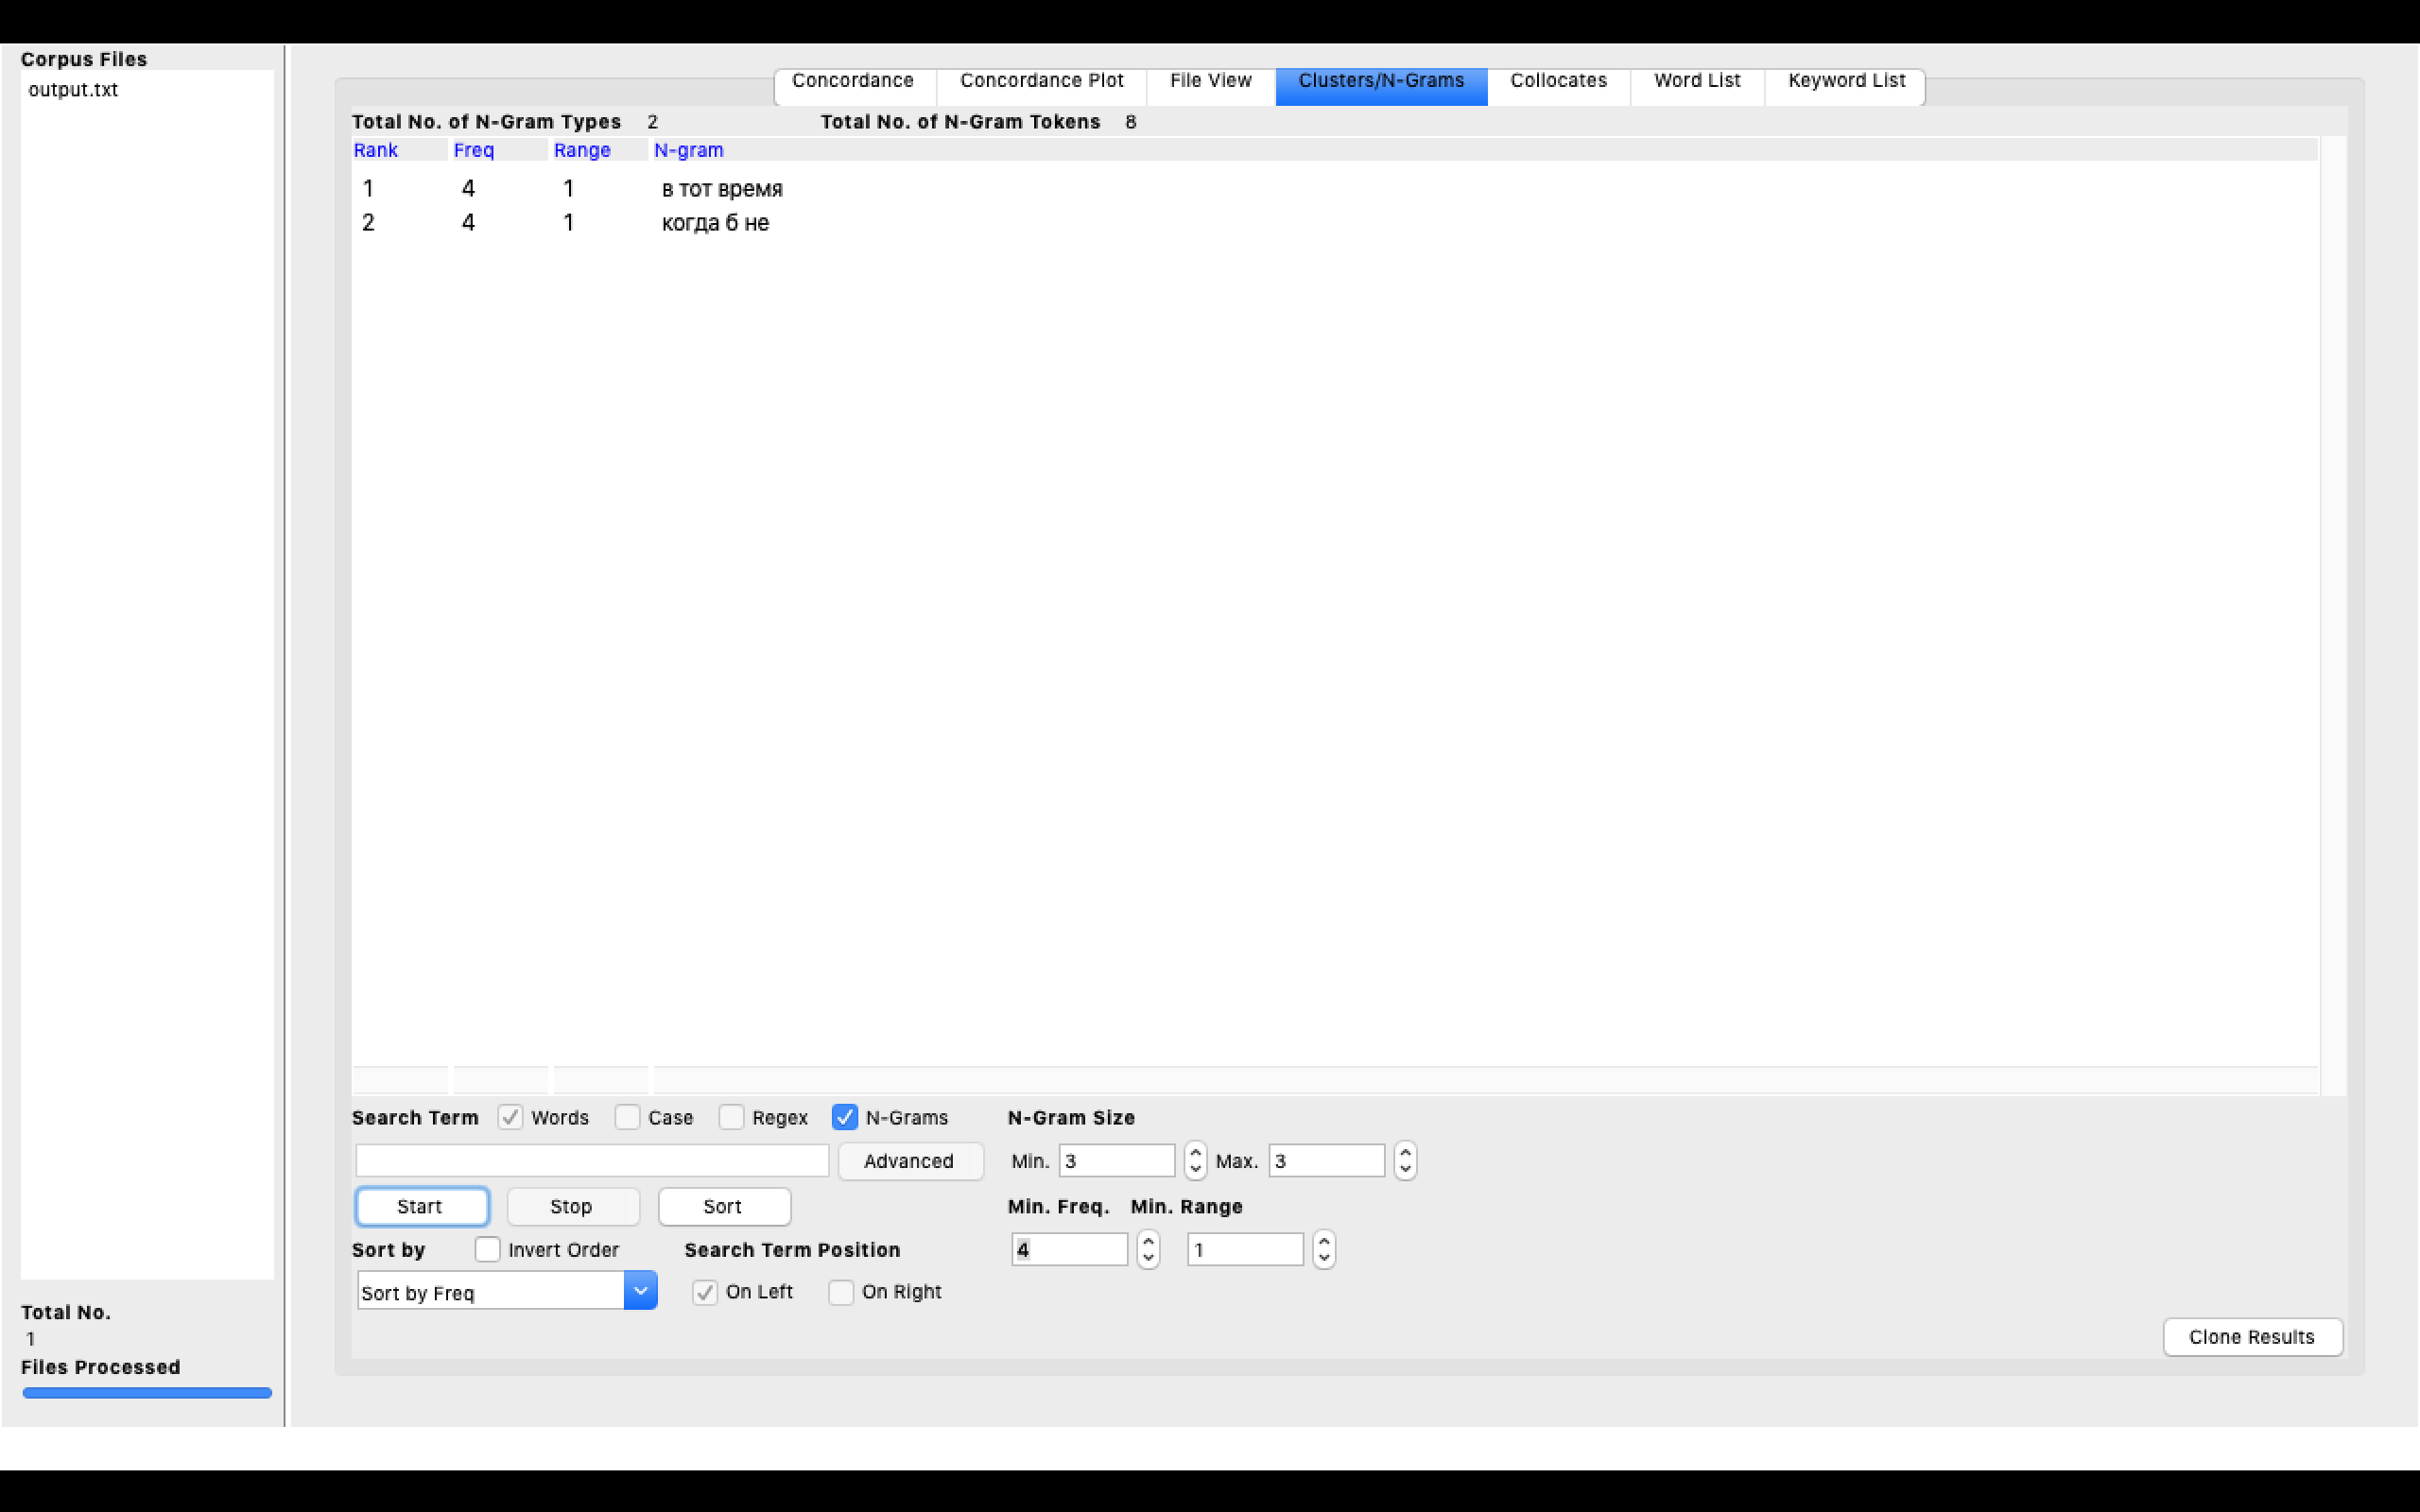 Corpus Files
output.txt
Concordance Concordance Plot File View Clusters/N-Grams Collocates Word List Keyword List
Total No. of N-Gram Types 2 Total No. of N-Gram Tokens 8
Rank Freq Range N-gram
1 4 1 в тот время
2 4 1 когда б не
Search Term Words Case Regex N-Grams N-Gram Size
Advanced Min. 3 Max. 3
Start Stop Sort Min. Freq. Min. Range
Sort by Invert Order Search Term Position 4 1
Sort by Freq On Left On Right
Total No.
1
Files Processed
Clone Results